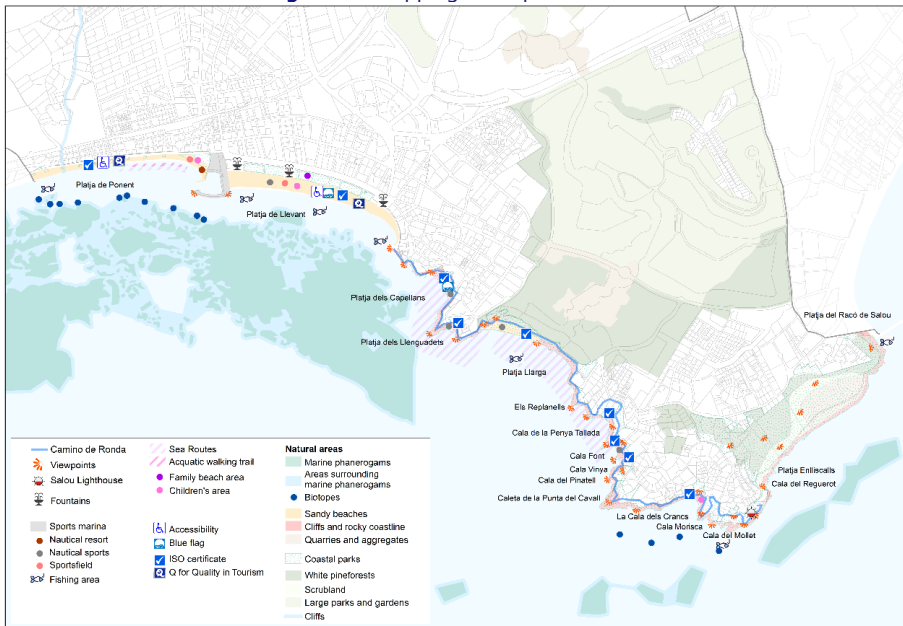 Platja de Ponent
Platja de Llevant
Platja dels Capellans
Platja dels Llenguadets
Platja Llarga
Platja del Racó de Salou
Els Replanells
Cala de la Penya Tallada
Cala Font
Cala Vinya
Cala del Pinatell
Caleta de la Punta del Cavall
La Cala dels Crancs
Cala Morisca
Cala del Mollet
Platja Enlliscalls
Cala del Reguerot
Camino de Ronda
Viewpoints
Salou Lighthouse
Fountains
Sports marina
Nautical resort
Nautical sports
Sportsfield
Fishing area
Sea Routes
Acquatic walking trail
Family beach area
Children's area
Accessibility
Blue flag
ISO certificate
Q for Quality in Tourism
Natural areas
Marine phanerogams
Areas surrounding
marine phanerogams
Biotopes
Sandy beaches
Cliffs and rocky coastline
Quarries and aggregates
Coastal parks
White pineforests
Scrubland
Large parks and gardens
Cliffs